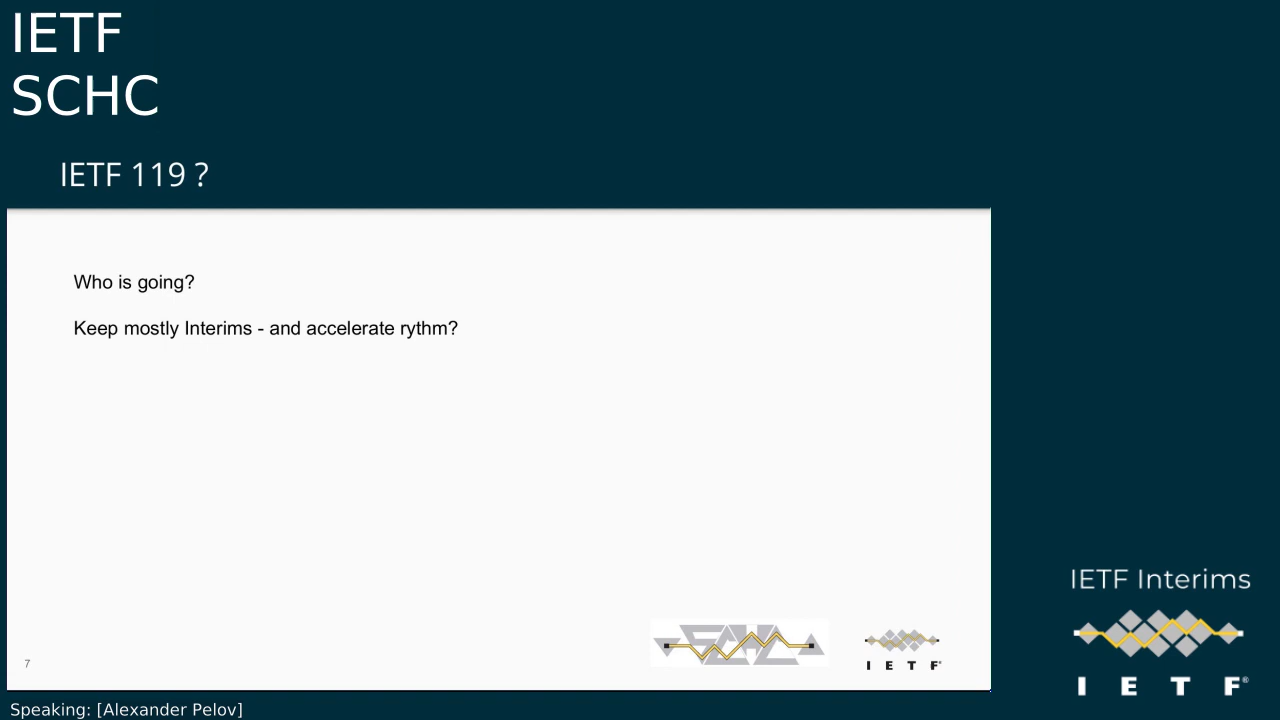 IETF
SCHC
IETF 119 ?
Who is going?
Keep mostly Interims - and accelerate rythm?
7
SCHC
I E T F
IETF Interims
I E T F®
Speaking: [Alexander Pelov]